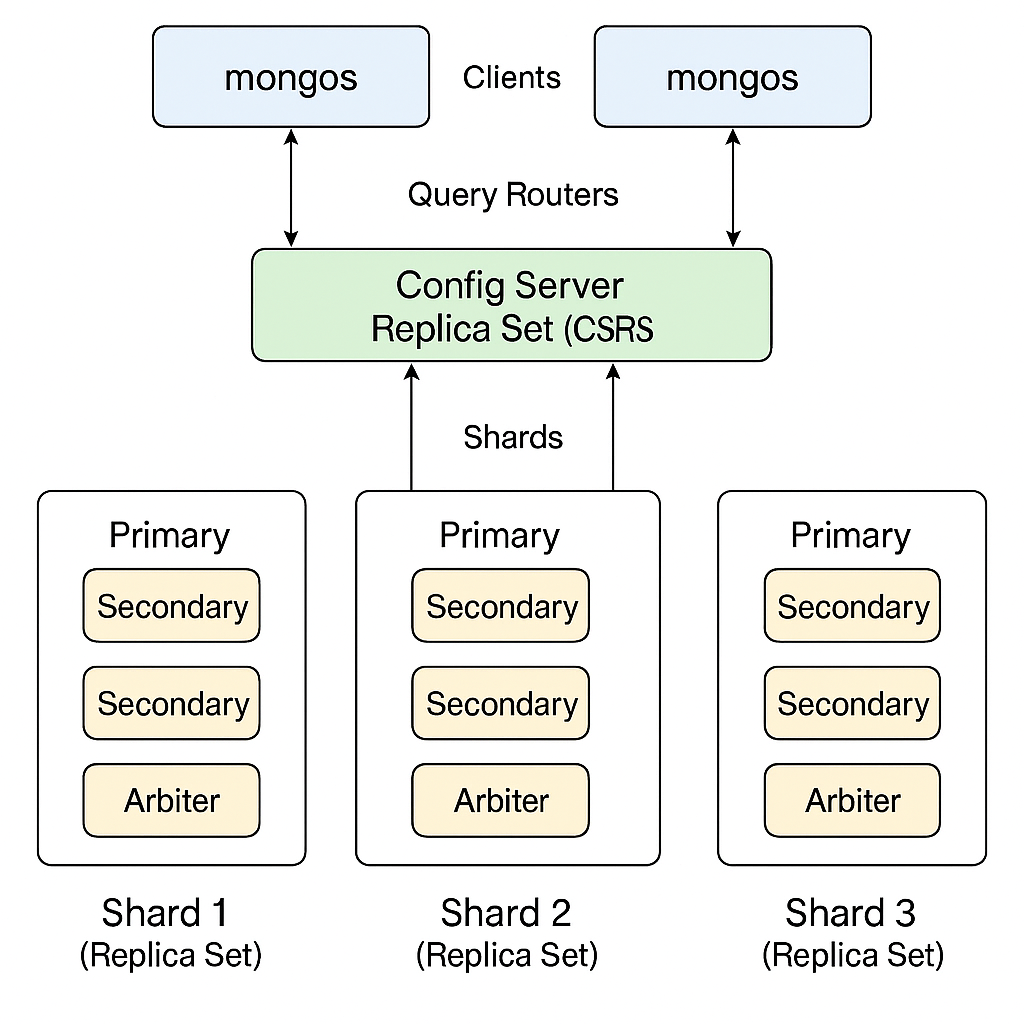 mongos
Clients
mongos
Query Routers
Config Server
Replica Set (CSRS
Shards
Primary
Secondary
Secondary
Arbiter
Shard 1
(Replica Set)
Primary
Secondary
Secondary
Arbiter
Shard 2
(Replica Set)
Primary
Secondary
Secondary
Arbiter
Shard 3
(Replica Set)